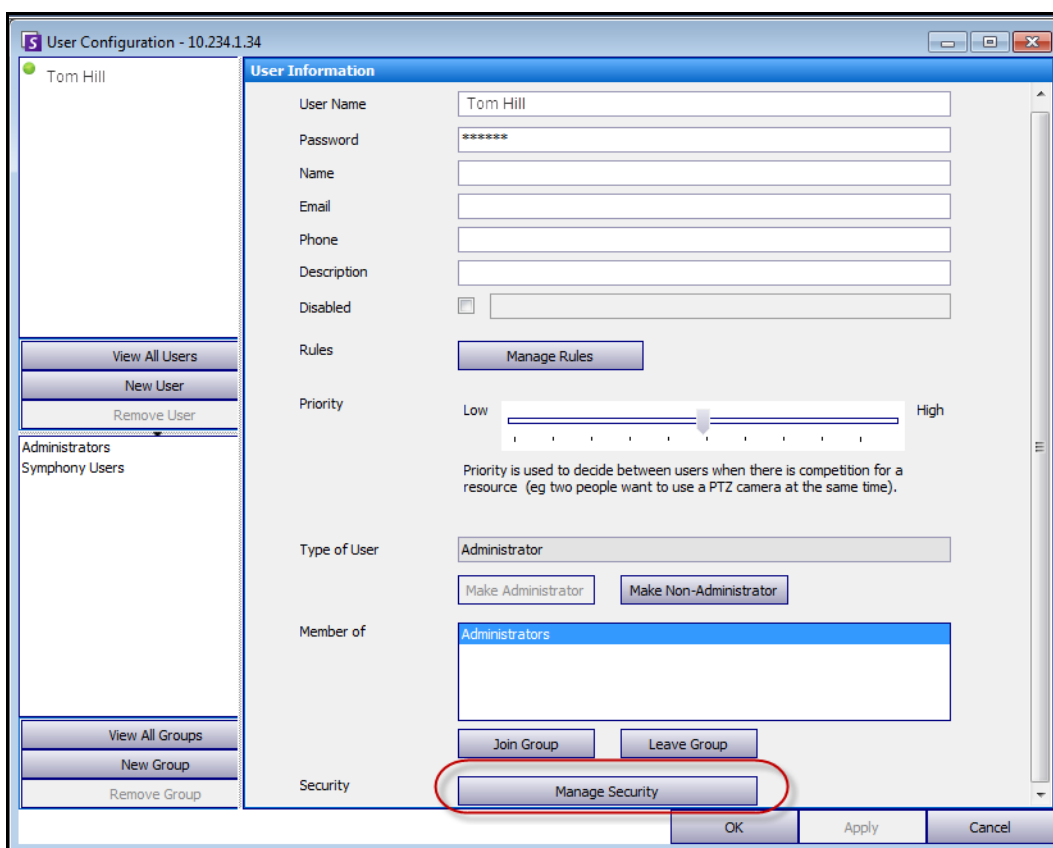 User Configuration - 10.234.1.34
Tom Hill
View All Users
New User
Remove User
Administrators
Symphony Users
View All Groups
New Group
Remove Group
User Information
User Name Tom Hill
Password ******
Name
Email
Phone
Description
Disabled
Rules Manage Rules
Priority Low High
Priority is used to decide between users when there is competition for a
resource (eg two people want to use a PTZ camera at the same time).
Type of User Administrator
Make Administrator Make Non-Administrator
Member of Administrators
Join Group Leave Group
Security Manage Security
OK Apply Cancel